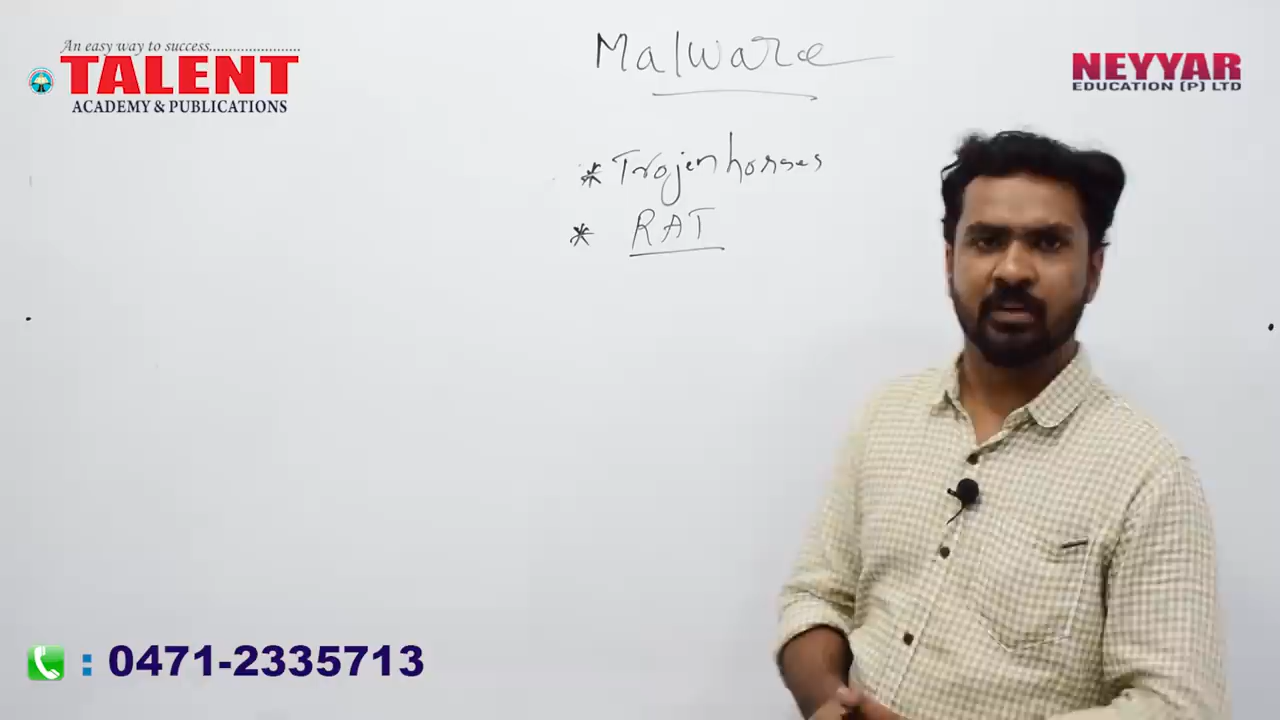 An easy way to success......................
TALENT
ACADEMY & PUBLICATIONS
Malware
NEYYAR
EDUCATION (P) LTD
* Trojen horses
* RAT
: 0471-2335713